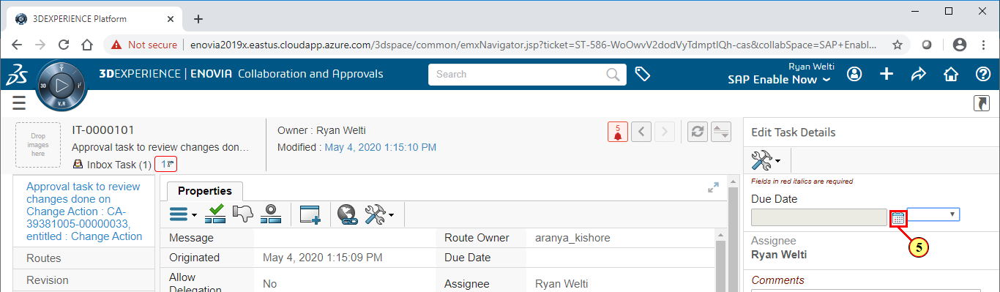 3DEXPERIENCE Platform
Not secure
enovia2019x.eastus.cloudapp.azure.com/3dspace/common/emxNavigator.jsp?ticket=ST-586-WoOwvV2dodVyTdmptIQh-cas&collabSpace=SAP+Enabl...
3DEXPERIENCE | ENOVIA Collaboration and Approvals
Search
Ryan Welti
SAP Enable Now
3D
V.R
Drop
images
here
IT-0000101
Approval task to review changes don…
Inbox Task (1)
1
Owner : Ryan Welti
Modified : May 4, 2020 1:15:10 PM
5
Edit Task Details
Fields in red italics are required
Due Date
5
Assignee
Ryan Welti
Comments
Approval task to review
changes done on
Change Action : CA-
39381005-00000033,
entitled : Change Action
Routes
Revision
Properties
Message
Route Owner
aranya_kishore
Originated
May 4, 2020 1:15:09 PM
Due Date
Allow
Delegation
No
Assignee
Ryan Welti